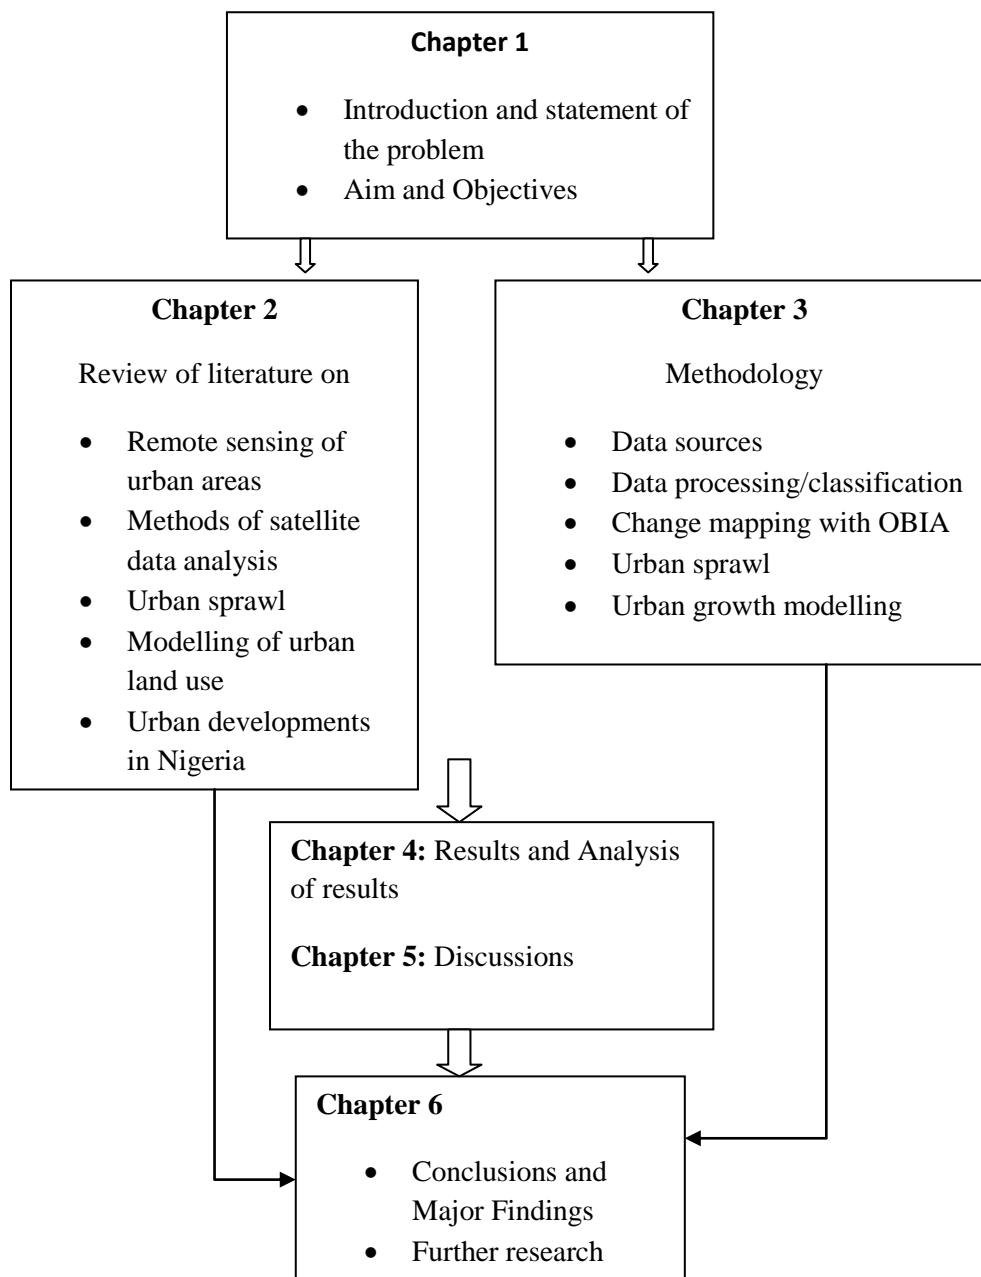 Chapter 1
• Introduction and statement of
the problem
• Aim and Objectives
Chapter 2
Review of literature on
• Remote sensing of
urban areas
• Methods of satellite
data analysis
• Urban sprawl
• Modelling of urban
land use
• Urban developments
in Nigeria
Chapter 3
Methodology
• Data sources
• Data processing/classification
• Change mapping with OBIA
• Urban sprawl
• Urban growth modelling
Chapter 4: Results and Analysis
of results
Chapter 5: Discussions
Chapter 6
• Conclusions and
Major Findings
• Further research